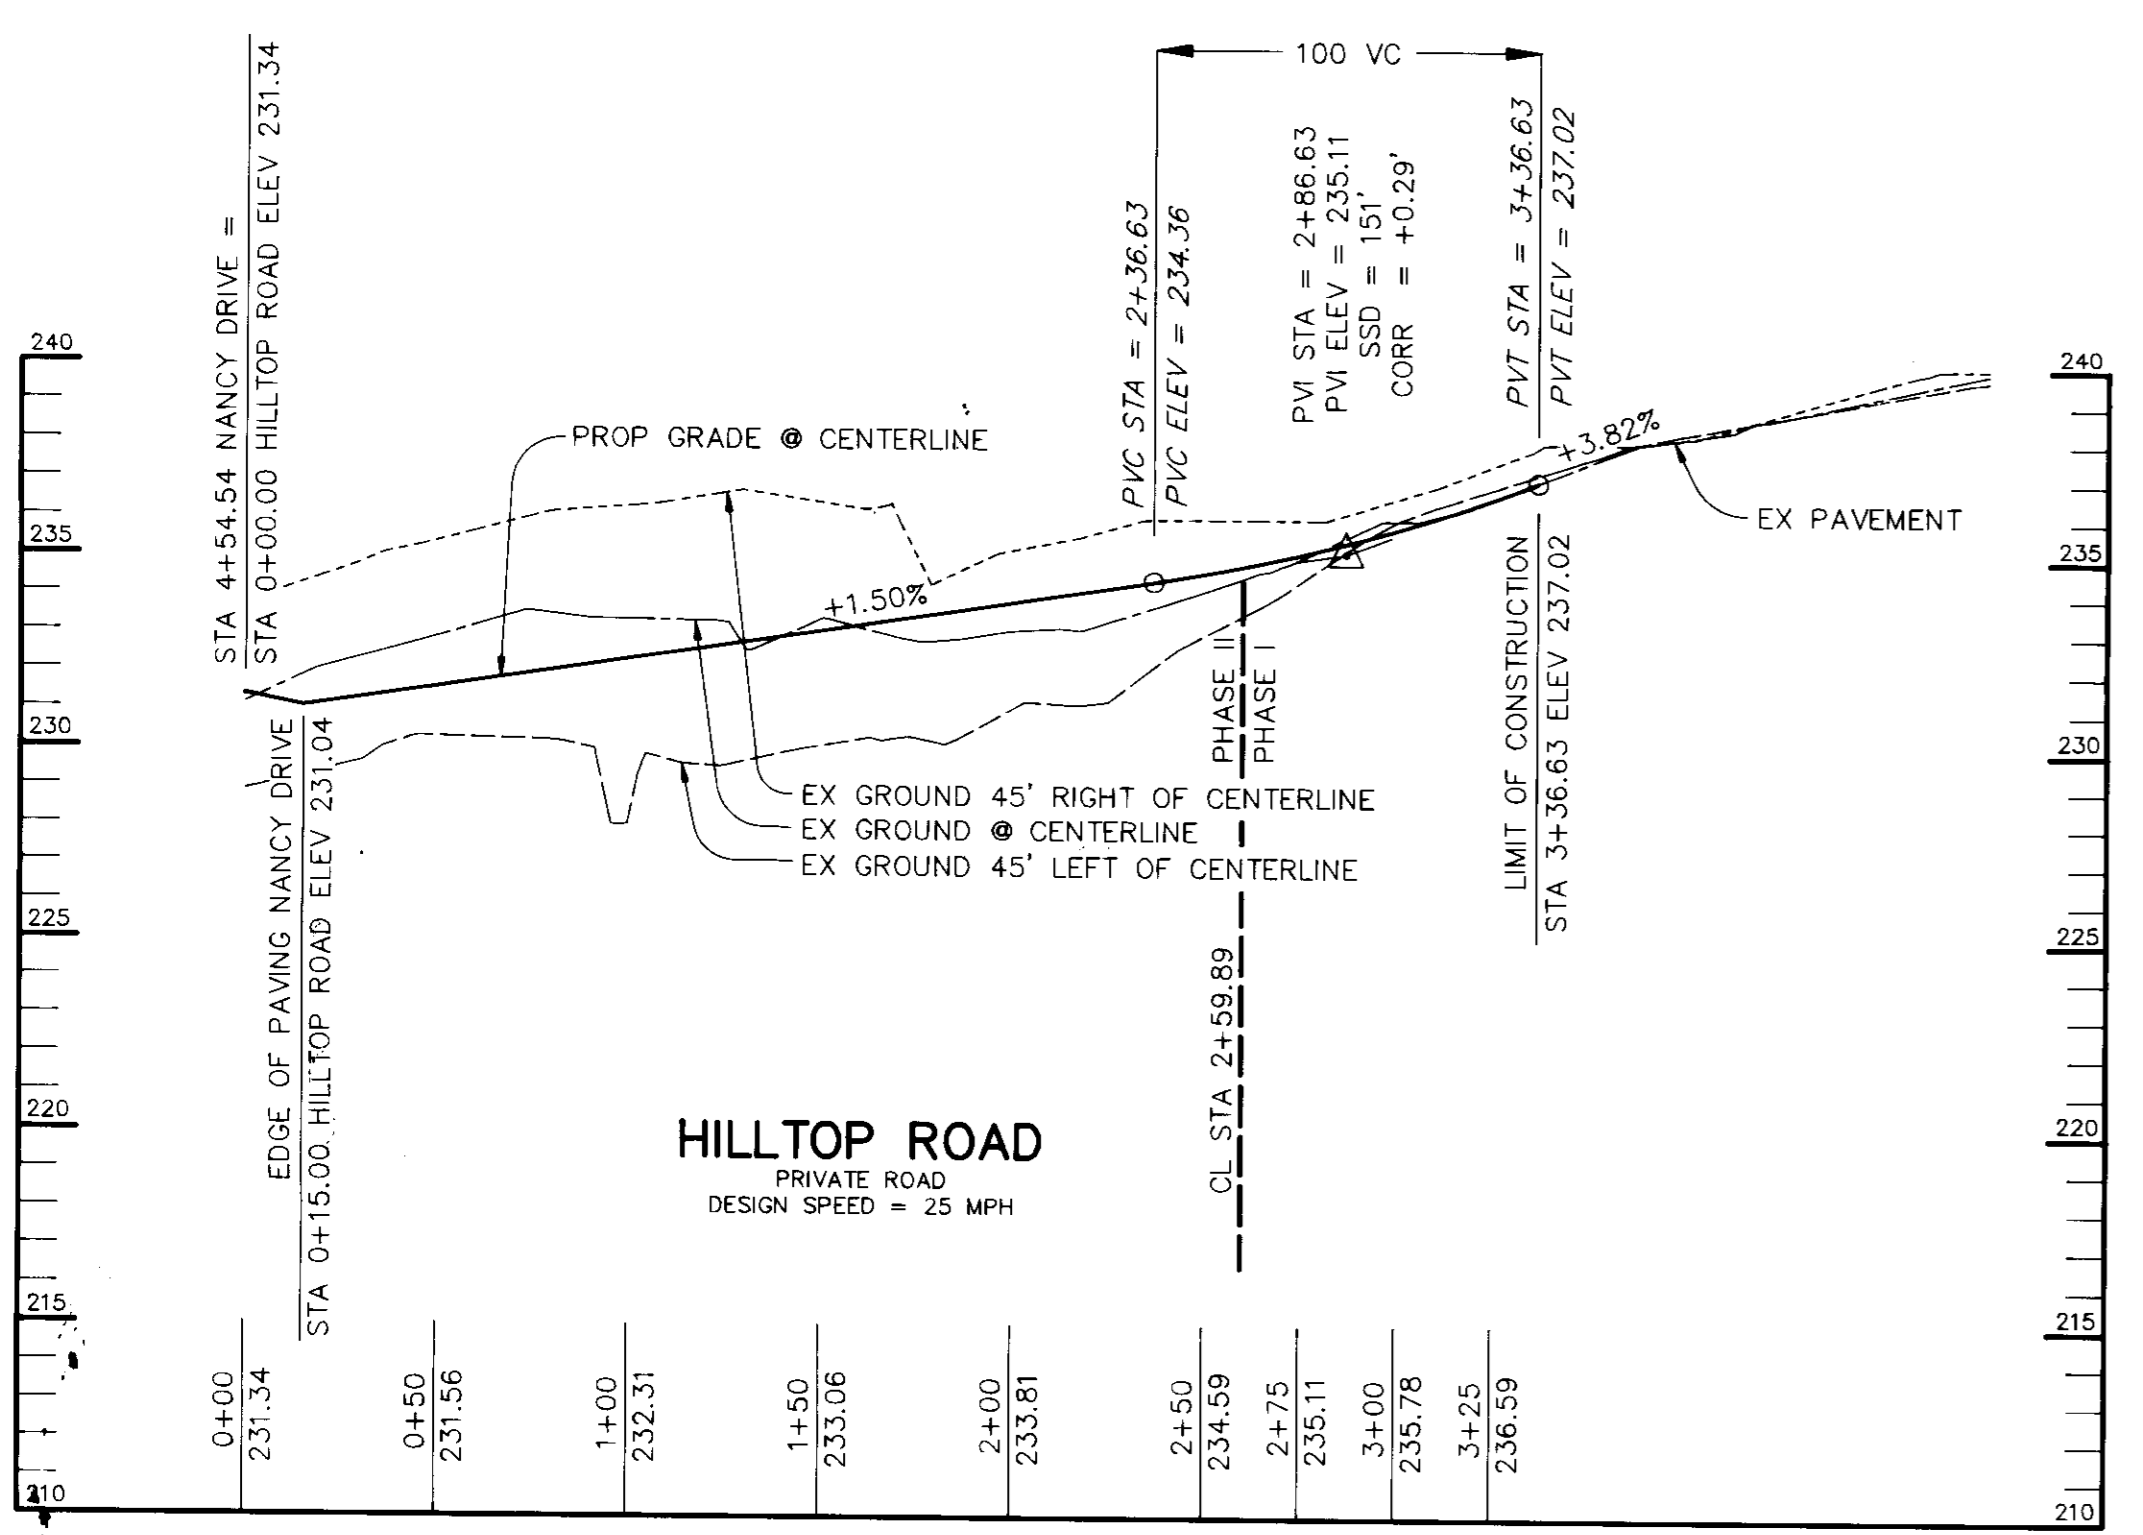 STA 4+54.54 NANCY DRIVE =
STA 0+00.00 HILLTOP ROAD ELEV 231.34
100 VC
PVC STA = 2+36.63
PVC ELEV = 234.36
PVI STA = 2+86.63
PVI ELEV = 235.11
SSD = 151'
CORR = +0.29'
PVT STA = 3+36.63
PVT ELEV = 237.02
240
235
230
225
220
215
210
240
235
230
225
220
215
210
PROP GRADE @ CENTERLINE
+1.50%
+3.82%
EX PAVEMENT
EX GROUND 45' RIGHT OF CENTERLINE
EX GROUND @ CENTERLINE
EX GROUND 45' LEFT OF CENTERLINE
EDGE OF PAVING NANCY DRIVE
STA 0+15.00 HILLTOP ROAD ELEV 231.04
PHASE II
PHASE I
CL STA 2+59.89
LIMIT OF CONSTRUCTION
STA 3+36.63 ELEV 237.02
HILLTOP ROAD
PRIVATE ROAD
DESIGN SPEED = 25 MPH
0+00
231.34
0+50
231.56
1+00
232.31
1+50
233.06
2+00
233.81
2+50
234.59
2+75
235.11
3+00
235.78
3+25
236.59